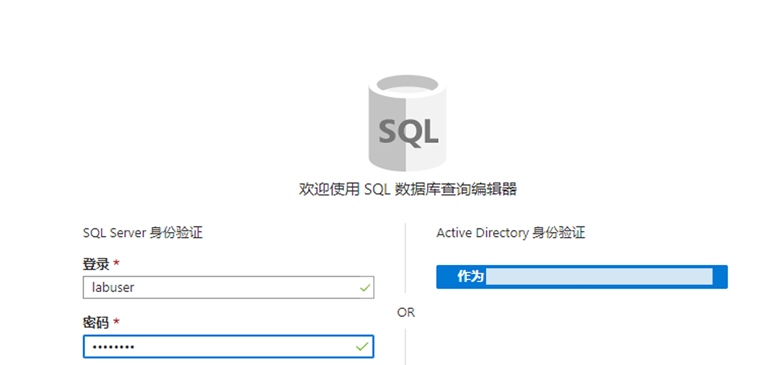 SQL
欢迎使用 SQL 数据库查询编辑器
SQL Server 身份验证
登录 *
labuser
密码 *
••••••••
OR
Active Directory 身份验证
作为